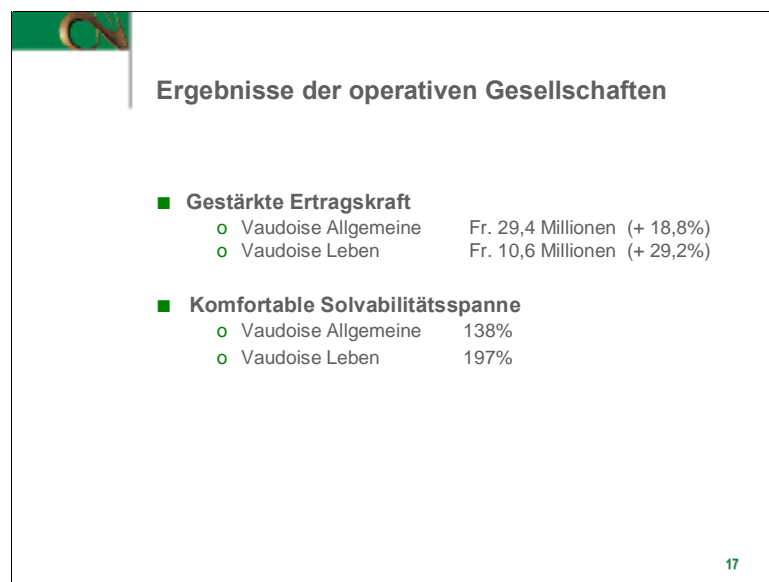 Ergebnisse der operativen Gesellschaften
■ Gestärkte Ertragskraft
o Vaudoise Allgemeine Fr. 29,4 Millionen (+ 18,8%)
o Vaudoise Leben Fr. 10,6 Millionen (+ 29,2%)
■ Komfortable Solvabilitätsspanne
o Vaudoise Allgemeine 138%
o Vaudoise Leben 197%
17